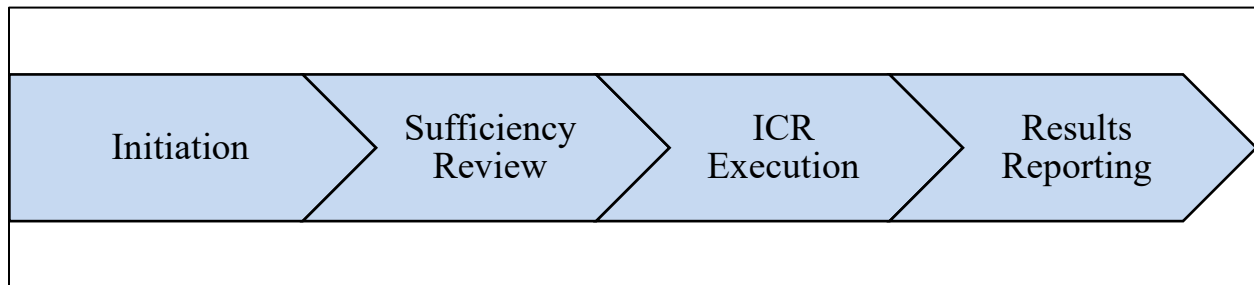 Initiation
Sufficiency
Review
ICR
Execution
Results
Reporting